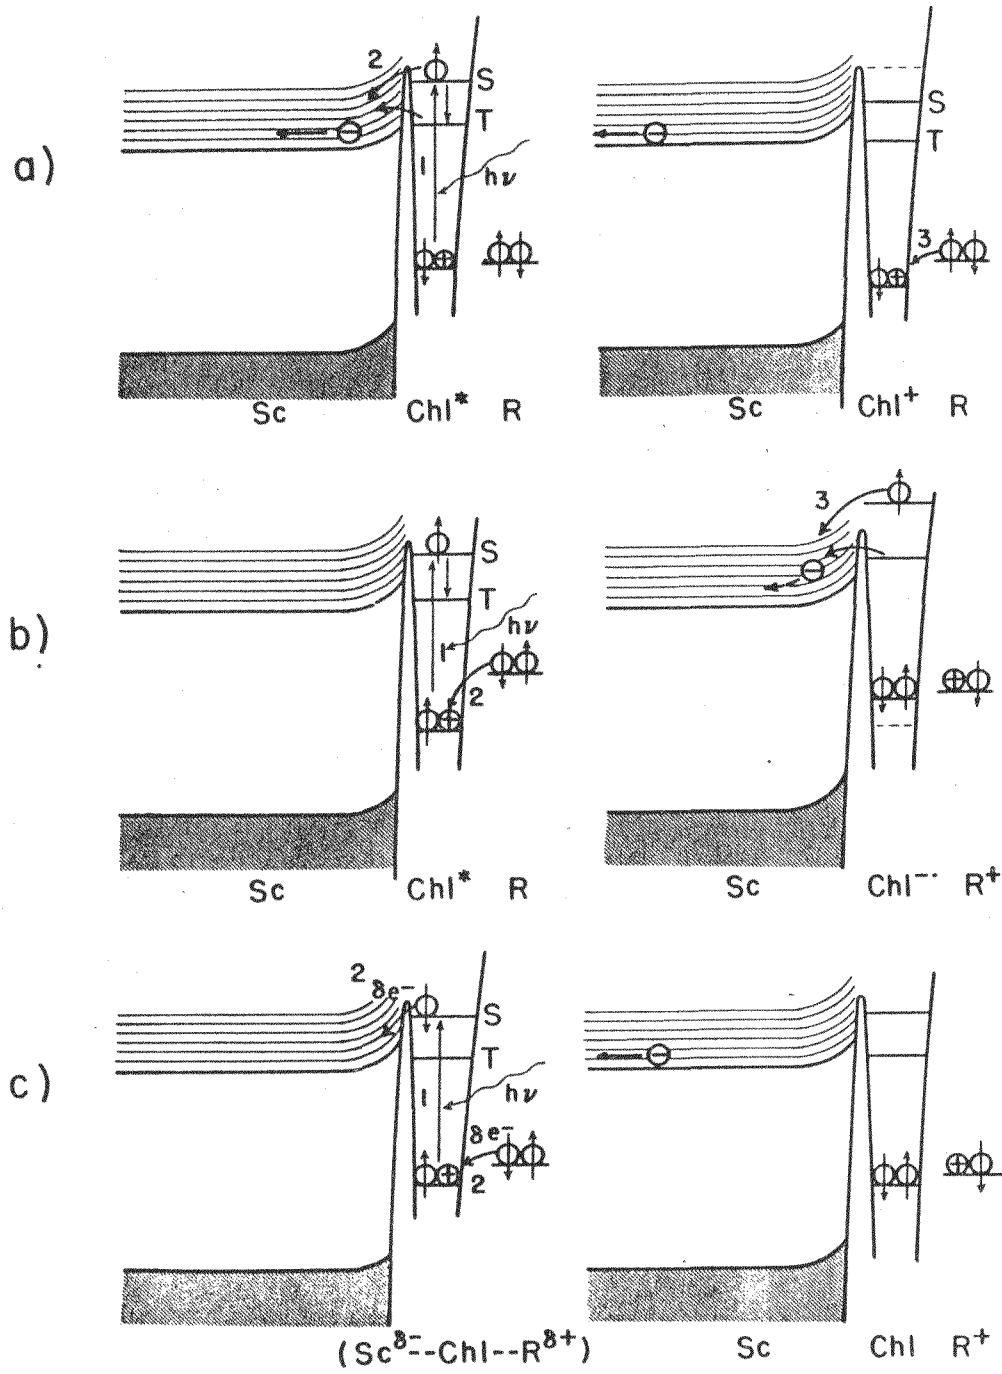 a)
2
S
T
1
hν
Sc
Chl*
R
S
T
3
Sc
Chl⁺
R
b)
S
T
hν
1
2
Sc
Chl*
R
3
Sc
Chl⁻·
R⁺
c)
2
δe⁻
S
T
1
hν
δe⁻
2
(Scᵟ⁻--Chl--Rᵟ⁺)
Sc
Chl
R⁺